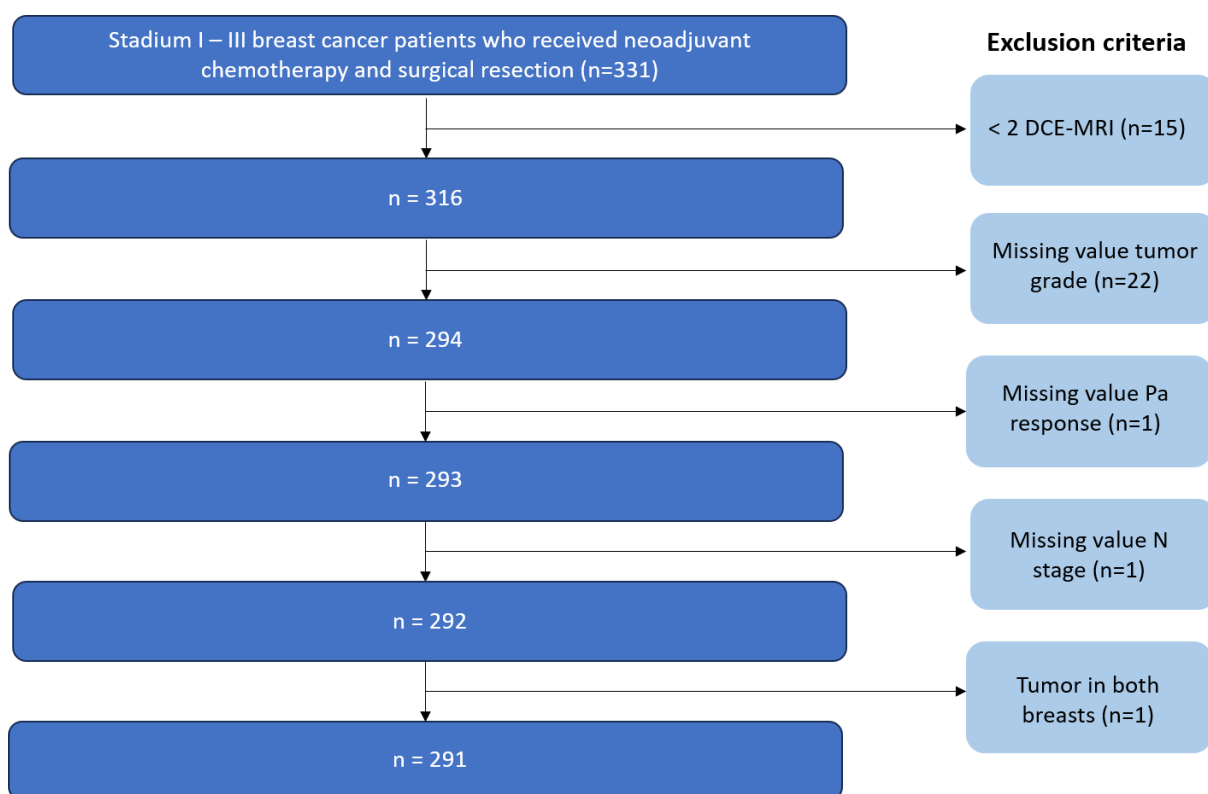 Stadium I – III breast cancer patients who received neoadjuvant
chemotherapy and surgical resection (n=331)
Exclusion criteria
< 2 DCE-MRI (n=15)
n = 316
Missing value tumor
grade (n=22)
n = 294
Missing value Pa
response (n=1)
n = 293
Missing value N
stage (n=1)
n = 292
Tumor in both
breasts (n=1)
n = 291